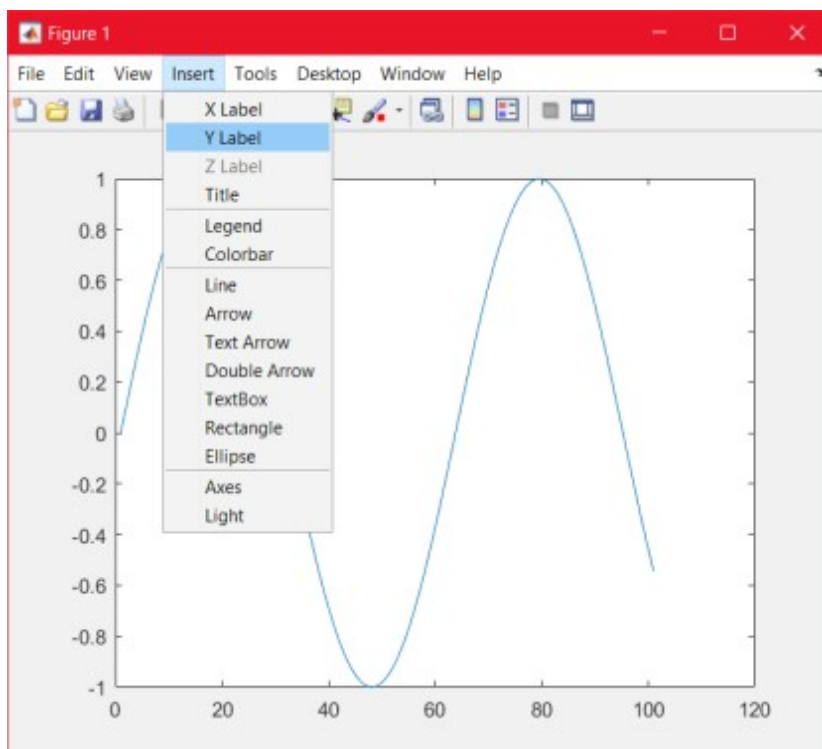 Figure 1
File Edit View Insert Tools Desktop Window Help
X Label
Y Label
Z Label
Title
Legend
Colorbar
Line
Arrow
Text Arrow
Double Arrow
TextBox
Rectangle
Ellipse
Axes
Light
1
0.8
0.6
0.4
0.2
0
-0.2
-0.4
-0.6
-0.8
-1
0 20 40 60 80 100 120